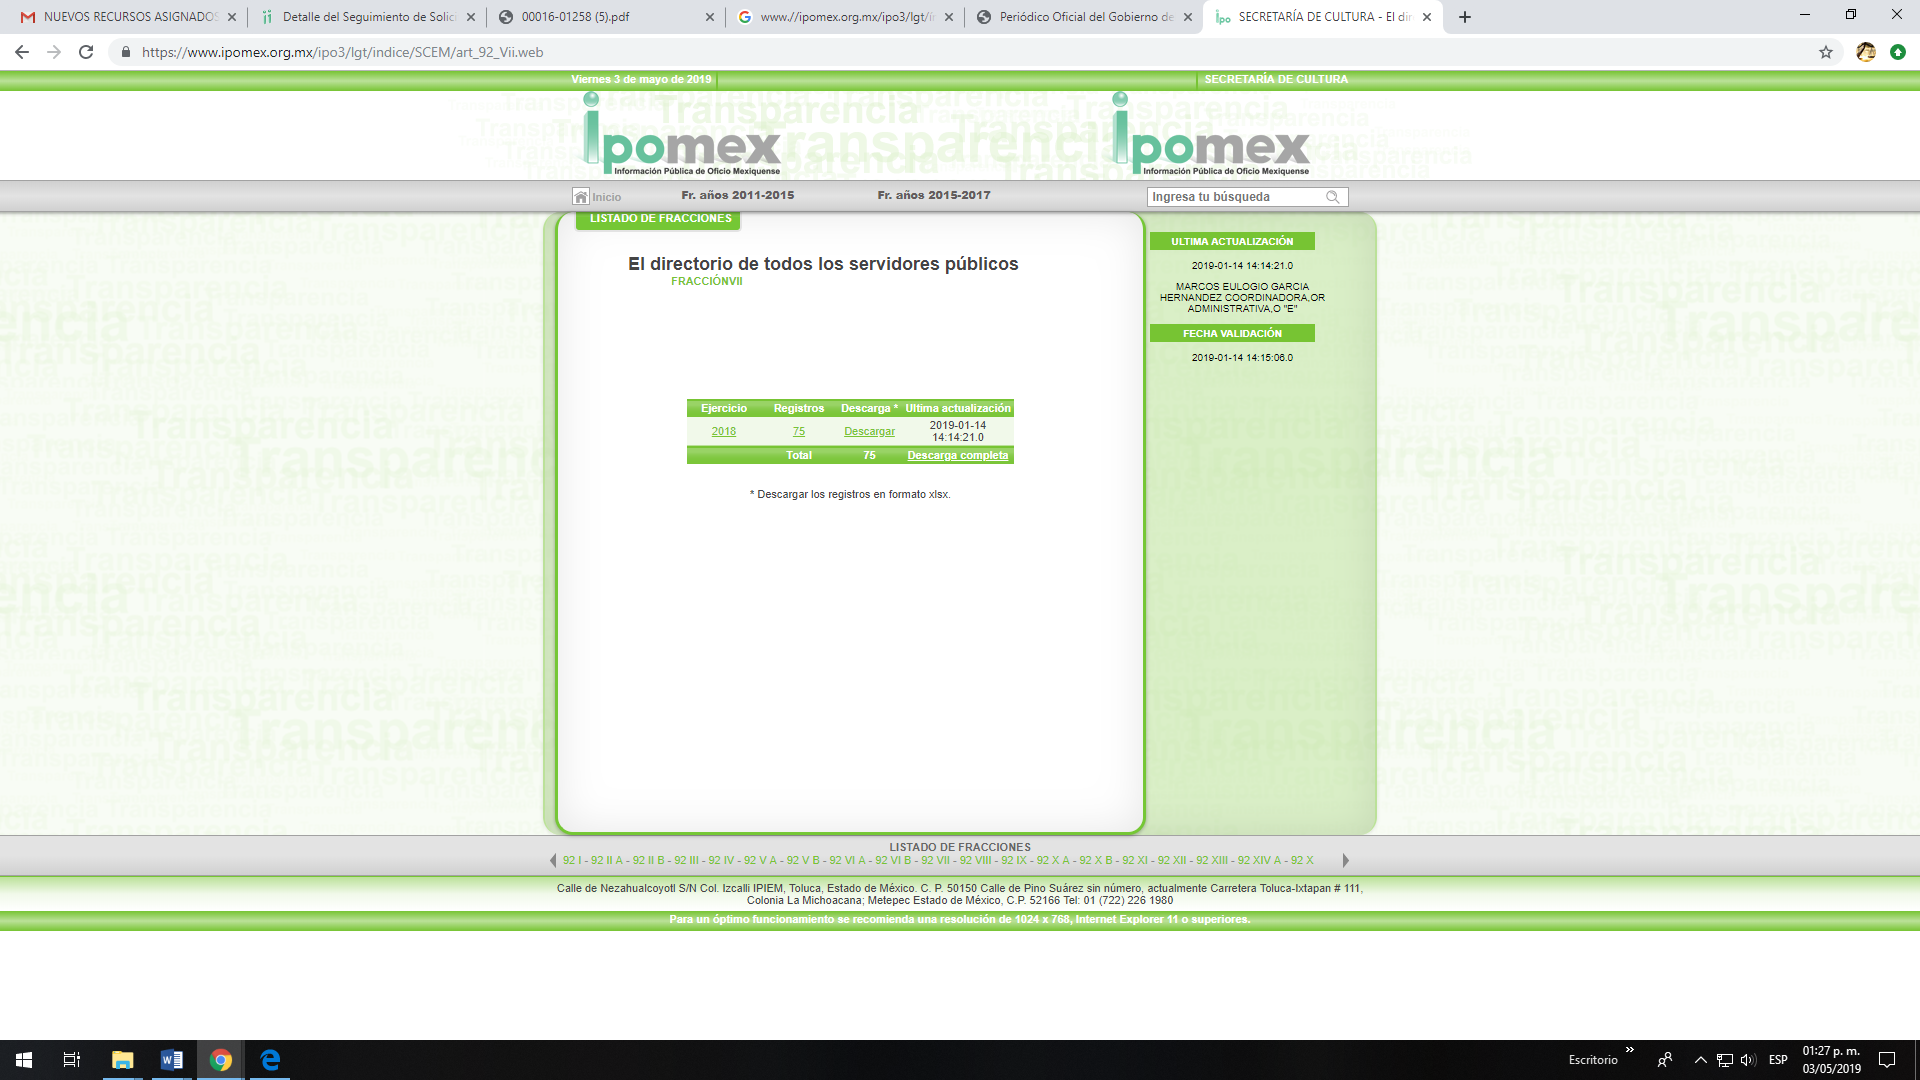 NUEVOS RECURSOS ASIGNADOS
Detalle del Seguimiento de Solici
00016-01258 (5).pdf
www.//ipomex.org.mx/ipo3/lgt/i
Periódico Oficial del Gobierno de
SECRETARÍA DE CULTURA - El dir
https://www.ipomex.org.mx/ipo3/lgt/indice/SCEM/art_92_Vii.web
Viernes 3 de mayo de 2019
SECRETARÍA DE CULTURA
ipomex
Información Pública de Oficio Mexiquense
ipomex
Información Pública de Oficio Mexiquense
Inicio
Fr. años 2011-2015
Fr. años 2015-2017
Ingresa tu búsqueda
LISTADO DE FRACCIONES
El directorio de todos los servidores públicos
FRACCIÓNVII
Ejercicio Registros Descarga * Ultima actualización
2018 75 Descargar 2019-01-14
14:14:21.0
Total 75 Descarga completa
* Descargar los registros en formato xlsx.
ULTIMA ACTUALIZACIÓN
2019-01-14 14:14:21.0
MARCOS EULOGIO GARCIA
HERNANDEZ COORDINADORA,OR
ADMINISTRATIVA,O "E"
FECHA VALIDACIÓN
2019-01-14 14:15:06.0
LISTADO DE FRACCIONES
92 I - 92 II A - 92 II B - 92 III - 92 IV - 92 V A - 92 V B - 92 VI A - 92 VI B - 92 VII - 92 VIII - 92 IX - 92 X A - 92 X B - 92 XI - 92 XII - 92 XIII - 92 XIV A - 92 X
Calle de Nezahualcoyotl S/N Col. Izcalli IPIEM, Toluca, Estado de México. C. P. 50150 Calle de Pino Suárez sin número, actualmente Carretera Toluca-Ixtapan # 111,
Colonia La Michoacana; Metepec Estado de México, C.P. 52166 Tel: 01 (722) 226 1980
Para un óptimo funcionamiento se recomienda una resolución de 1024 x 768, Internet Explorer 11 o superiores.
Escritorio
ESP
01:27 p. m.
03/05/2019